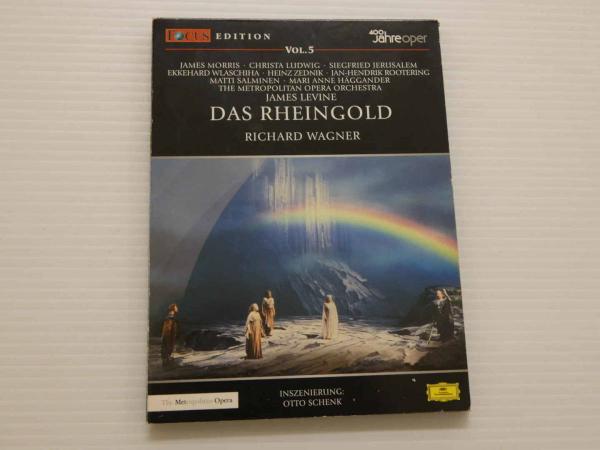 FOCUS EDITION
400 Jahre oper
VOL.5
JAMES MORRIS · CHRISTA LUDWIG · SIEGFRIED JERUSALEM
EKKEHARD WLASCHIHA · HEINZ ZEDNIK · JAN-HENDRIK ROOTERING
MATTI SALMINEN · MARI ANNE HÄGGANDER
THE METROPOLITAN OPERA ORCHESTRA
JAMES LEVINE
DAS RHEINGOLD
RICHARD WAGNER
INSZENIERUNG:
OTTO SCHENK
The Metropolitan Opera